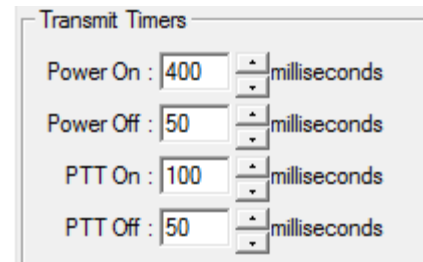 Transmit Timers
Power On : 400 milliseconds
Power Off : 50 milliseconds
PTT On : 100 milliseconds
PTT Off : 50 milliseconds